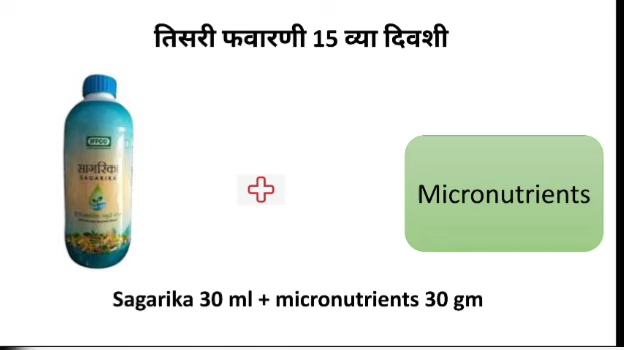 तिसरी फवारणी 15 व्या दिवशी
IFFCO
सागरिका
SAGARIKA
Micronutrients
Sagarika 30 ml + micronutrients 30 gm